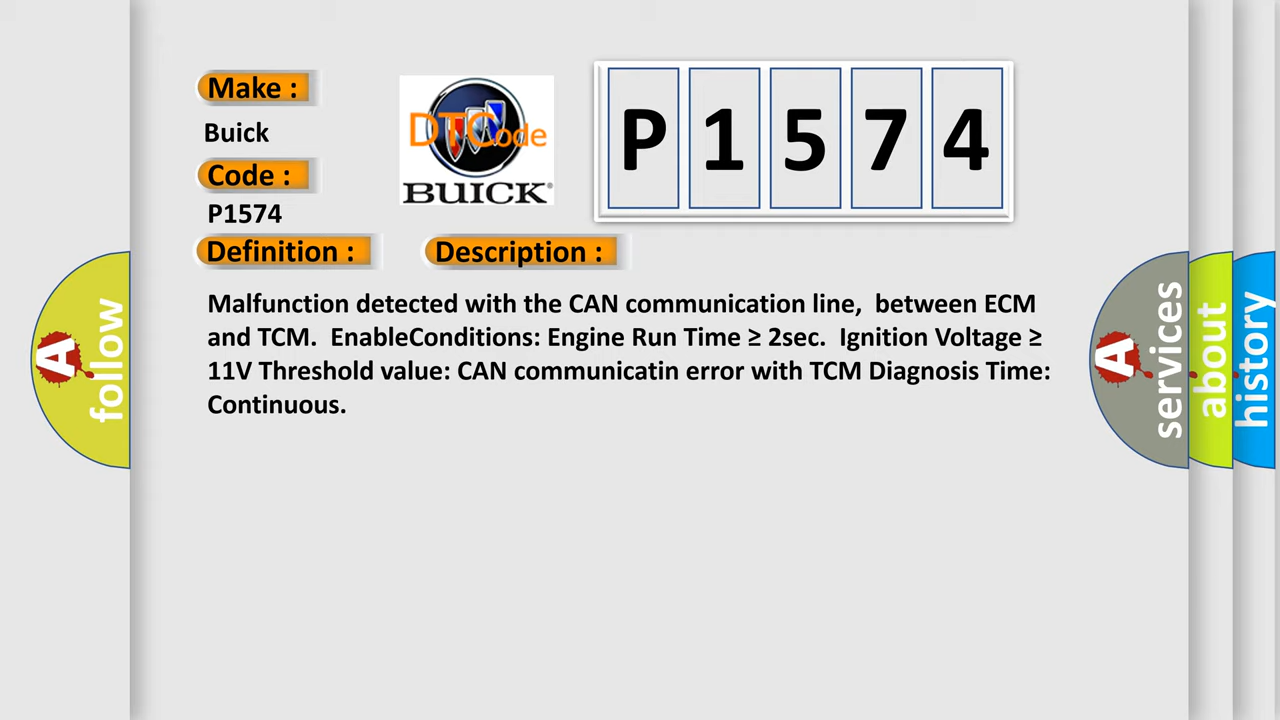 Make :
Buick
Code :
P1574
Definition :
Description :
DTCode
BUICK
P 1 5 7 4
Malfunction detected with the CAN communication line,  between ECM
and TCM.  EnableConditions: Engine Run Time ≥ 2sec.  Ignition Voltage ≥
11V Threshold value: CAN communicatin error with TCM Diagnosis Time:
Continuous.
A
follow
A
services
about
history